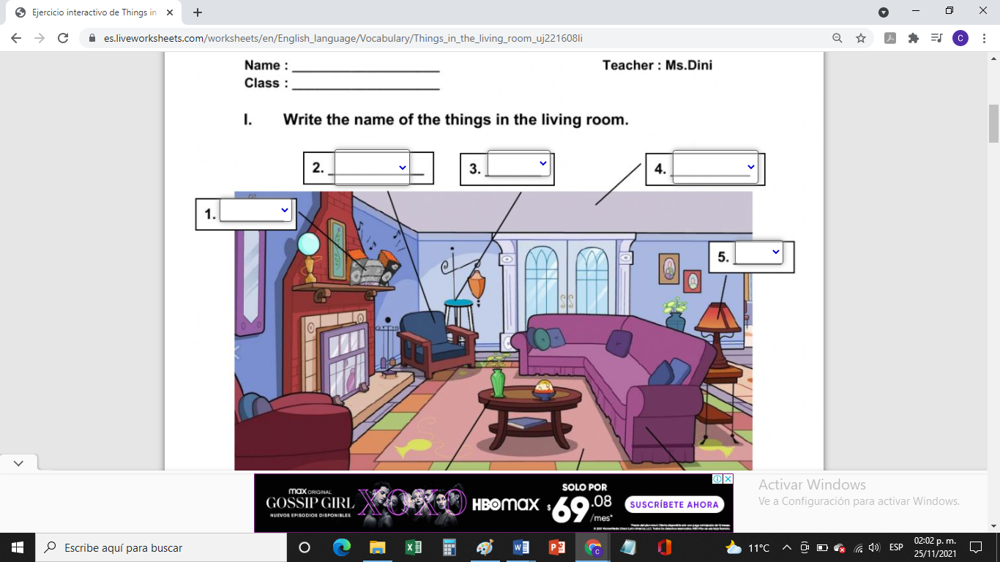 Ejercicio interactivo de Things in
es.liveworksheets.com/worksheets/en/English_language/Vocabulary/Things_in_the_living_room_uj221608li
C
Name : ____________________ Teacher : Ms.Dini
Class : ____________________
I. Write the name of the things in the living room.
2. 3. 4.
1.
5.
max ORIGINAL
GOSSIP GIRL
NUEVOS EPISODIOS DISPONIBLES
XOXO
HBOMAX
SOLO POR
$69.08 /mes*
SUSCRÍBETE AHORA
Activar Windows
Ve a Configuración para activar Windows.
Escribe aquí para buscar
11°C
ESP
02:02 p. m.
25/11/2021